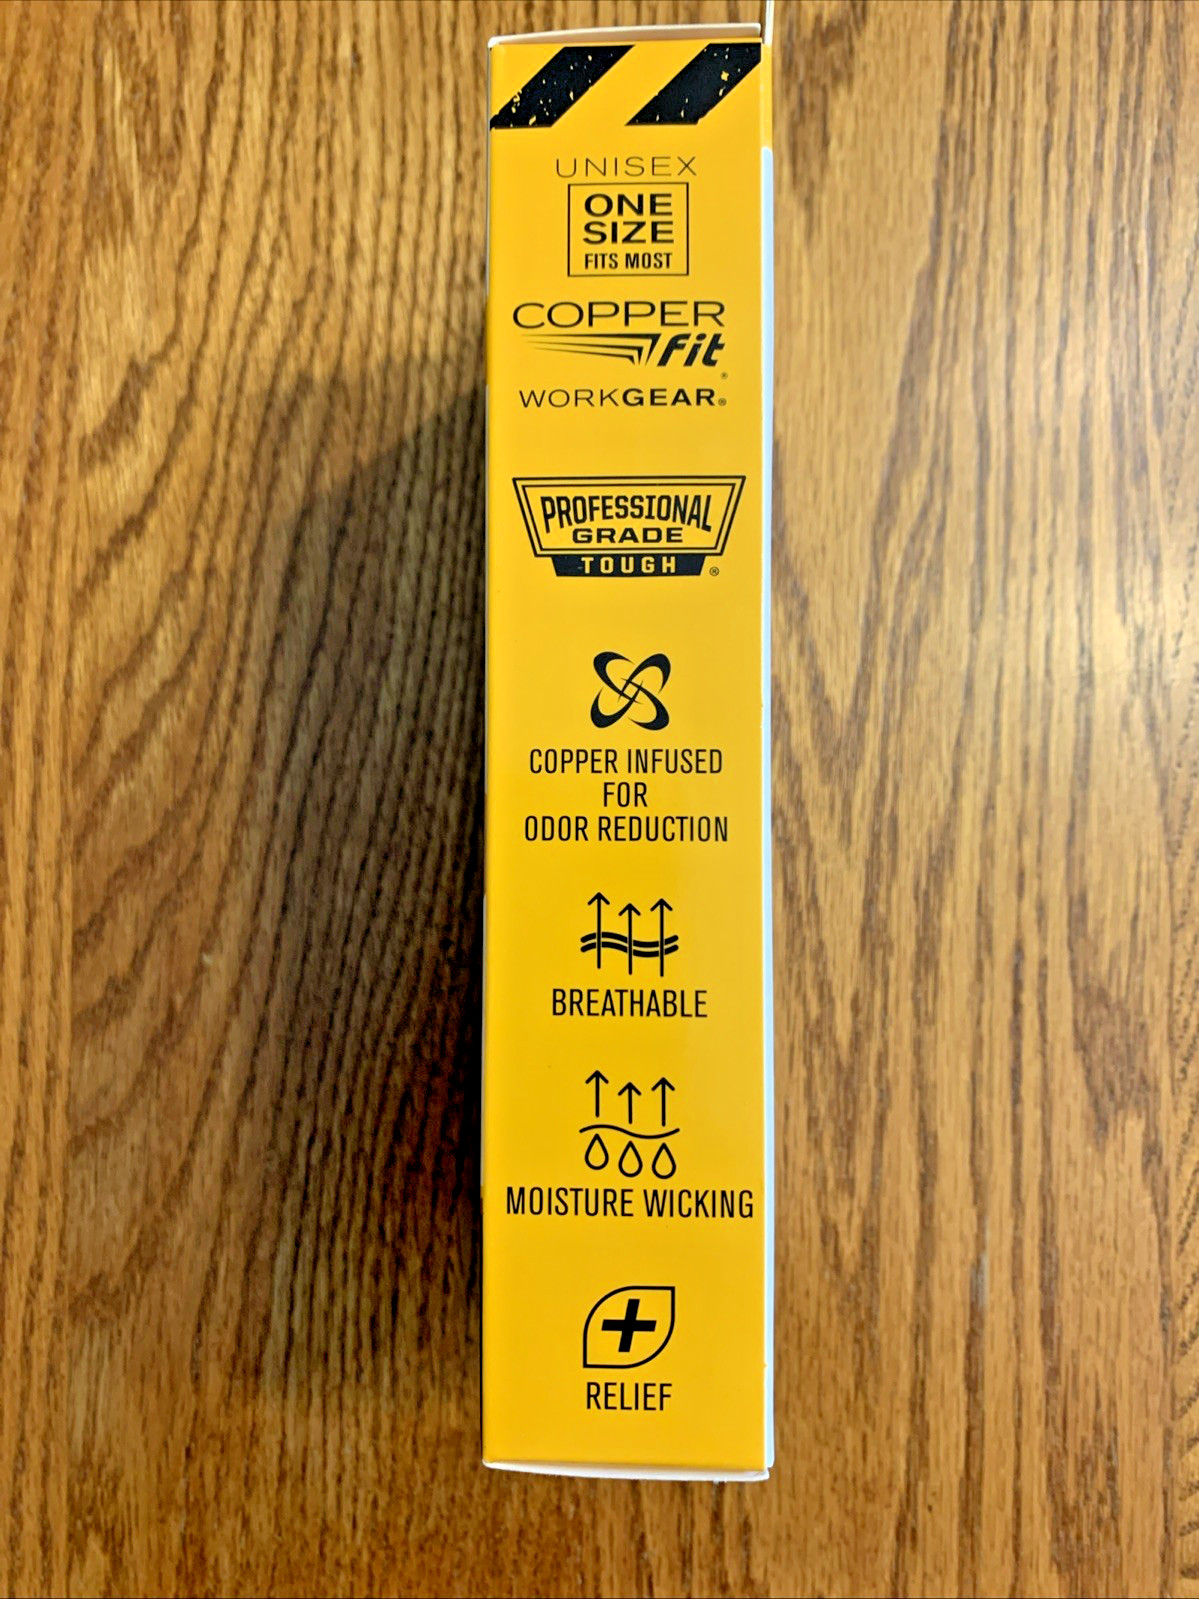 UNISEX
ONE
SIZE
FITS MOST
COPPER
fit®
WORKGEAR®
PROFESSIONAL
GRADE
TOUGH®
COPPER INFUSED
FOR
ODOR REDUCTION
BREATHABLE
MOISTURE WICKING
RELIEF